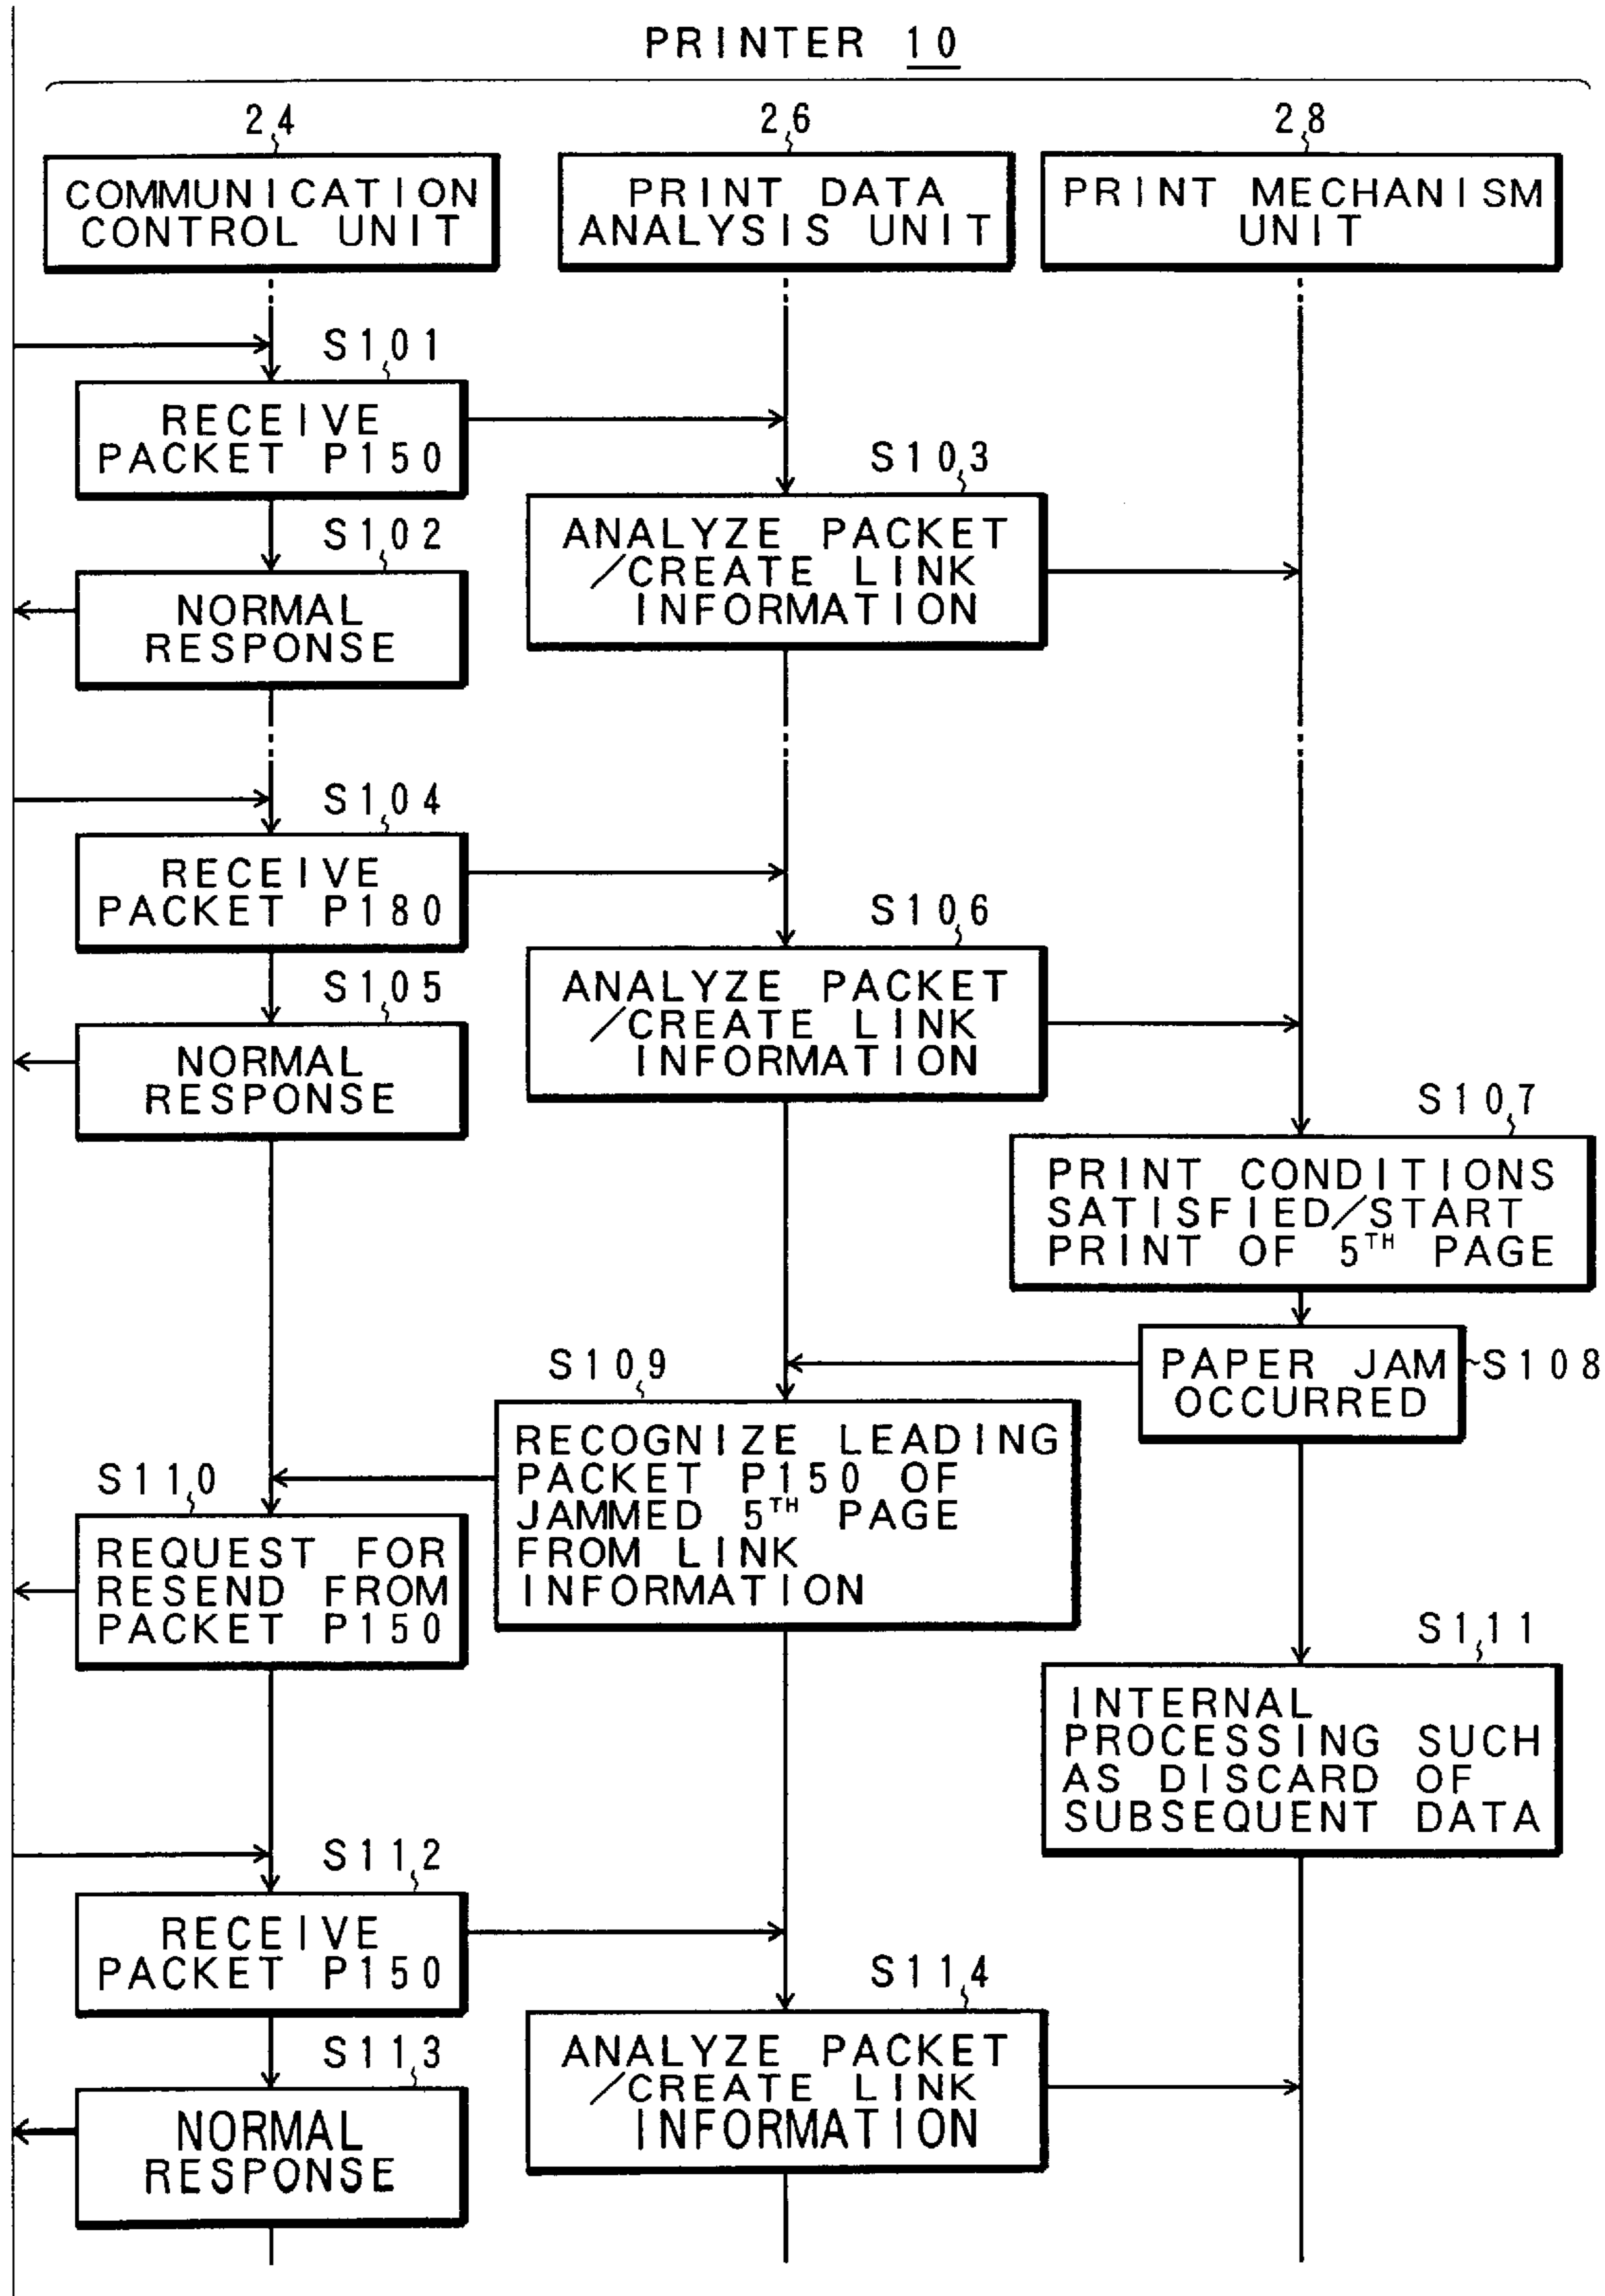 PRINTER 10
24
26
28
COMMUNICATION
CONTROL UNIT
PRINT DATA
ANALYSIS UNIT
PRINT MECHANISM
UNIT
S101
RECEIVE
PACKET P150
S103
ANALYZE PACKET
/CREATE LINK
INFORMATION
S102
NORMAL
RESPONSE
S104
RECEIVE
PACKET P180
S106
ANALYZE PACKET
/CREATE LINK
INFORMATION
S105
NORMAL
RESPONSE
S107
PRINT CONDITIONS
SATISFIED/START
PRINT OF 5TH PAGE
PAPER JAM
OCCURRED
S108
S109
RECOGNIZE LEADING
PACKET P150 OF
JAMMED 5TH PAGE
FROM LINK
INFORMATION
S110
REQUEST FOR
RESEND FROM
PACKET P150
S111
INTERNAL
PROCESSING SUCH
AS DISCARD OF
SUBSEQUENT DATA
S112
RECEIVE
PACKET P150
S114
ANALYZE PACKET
/CREATE LINK
INFORMATION
S113
NORMAL
RESPONSE